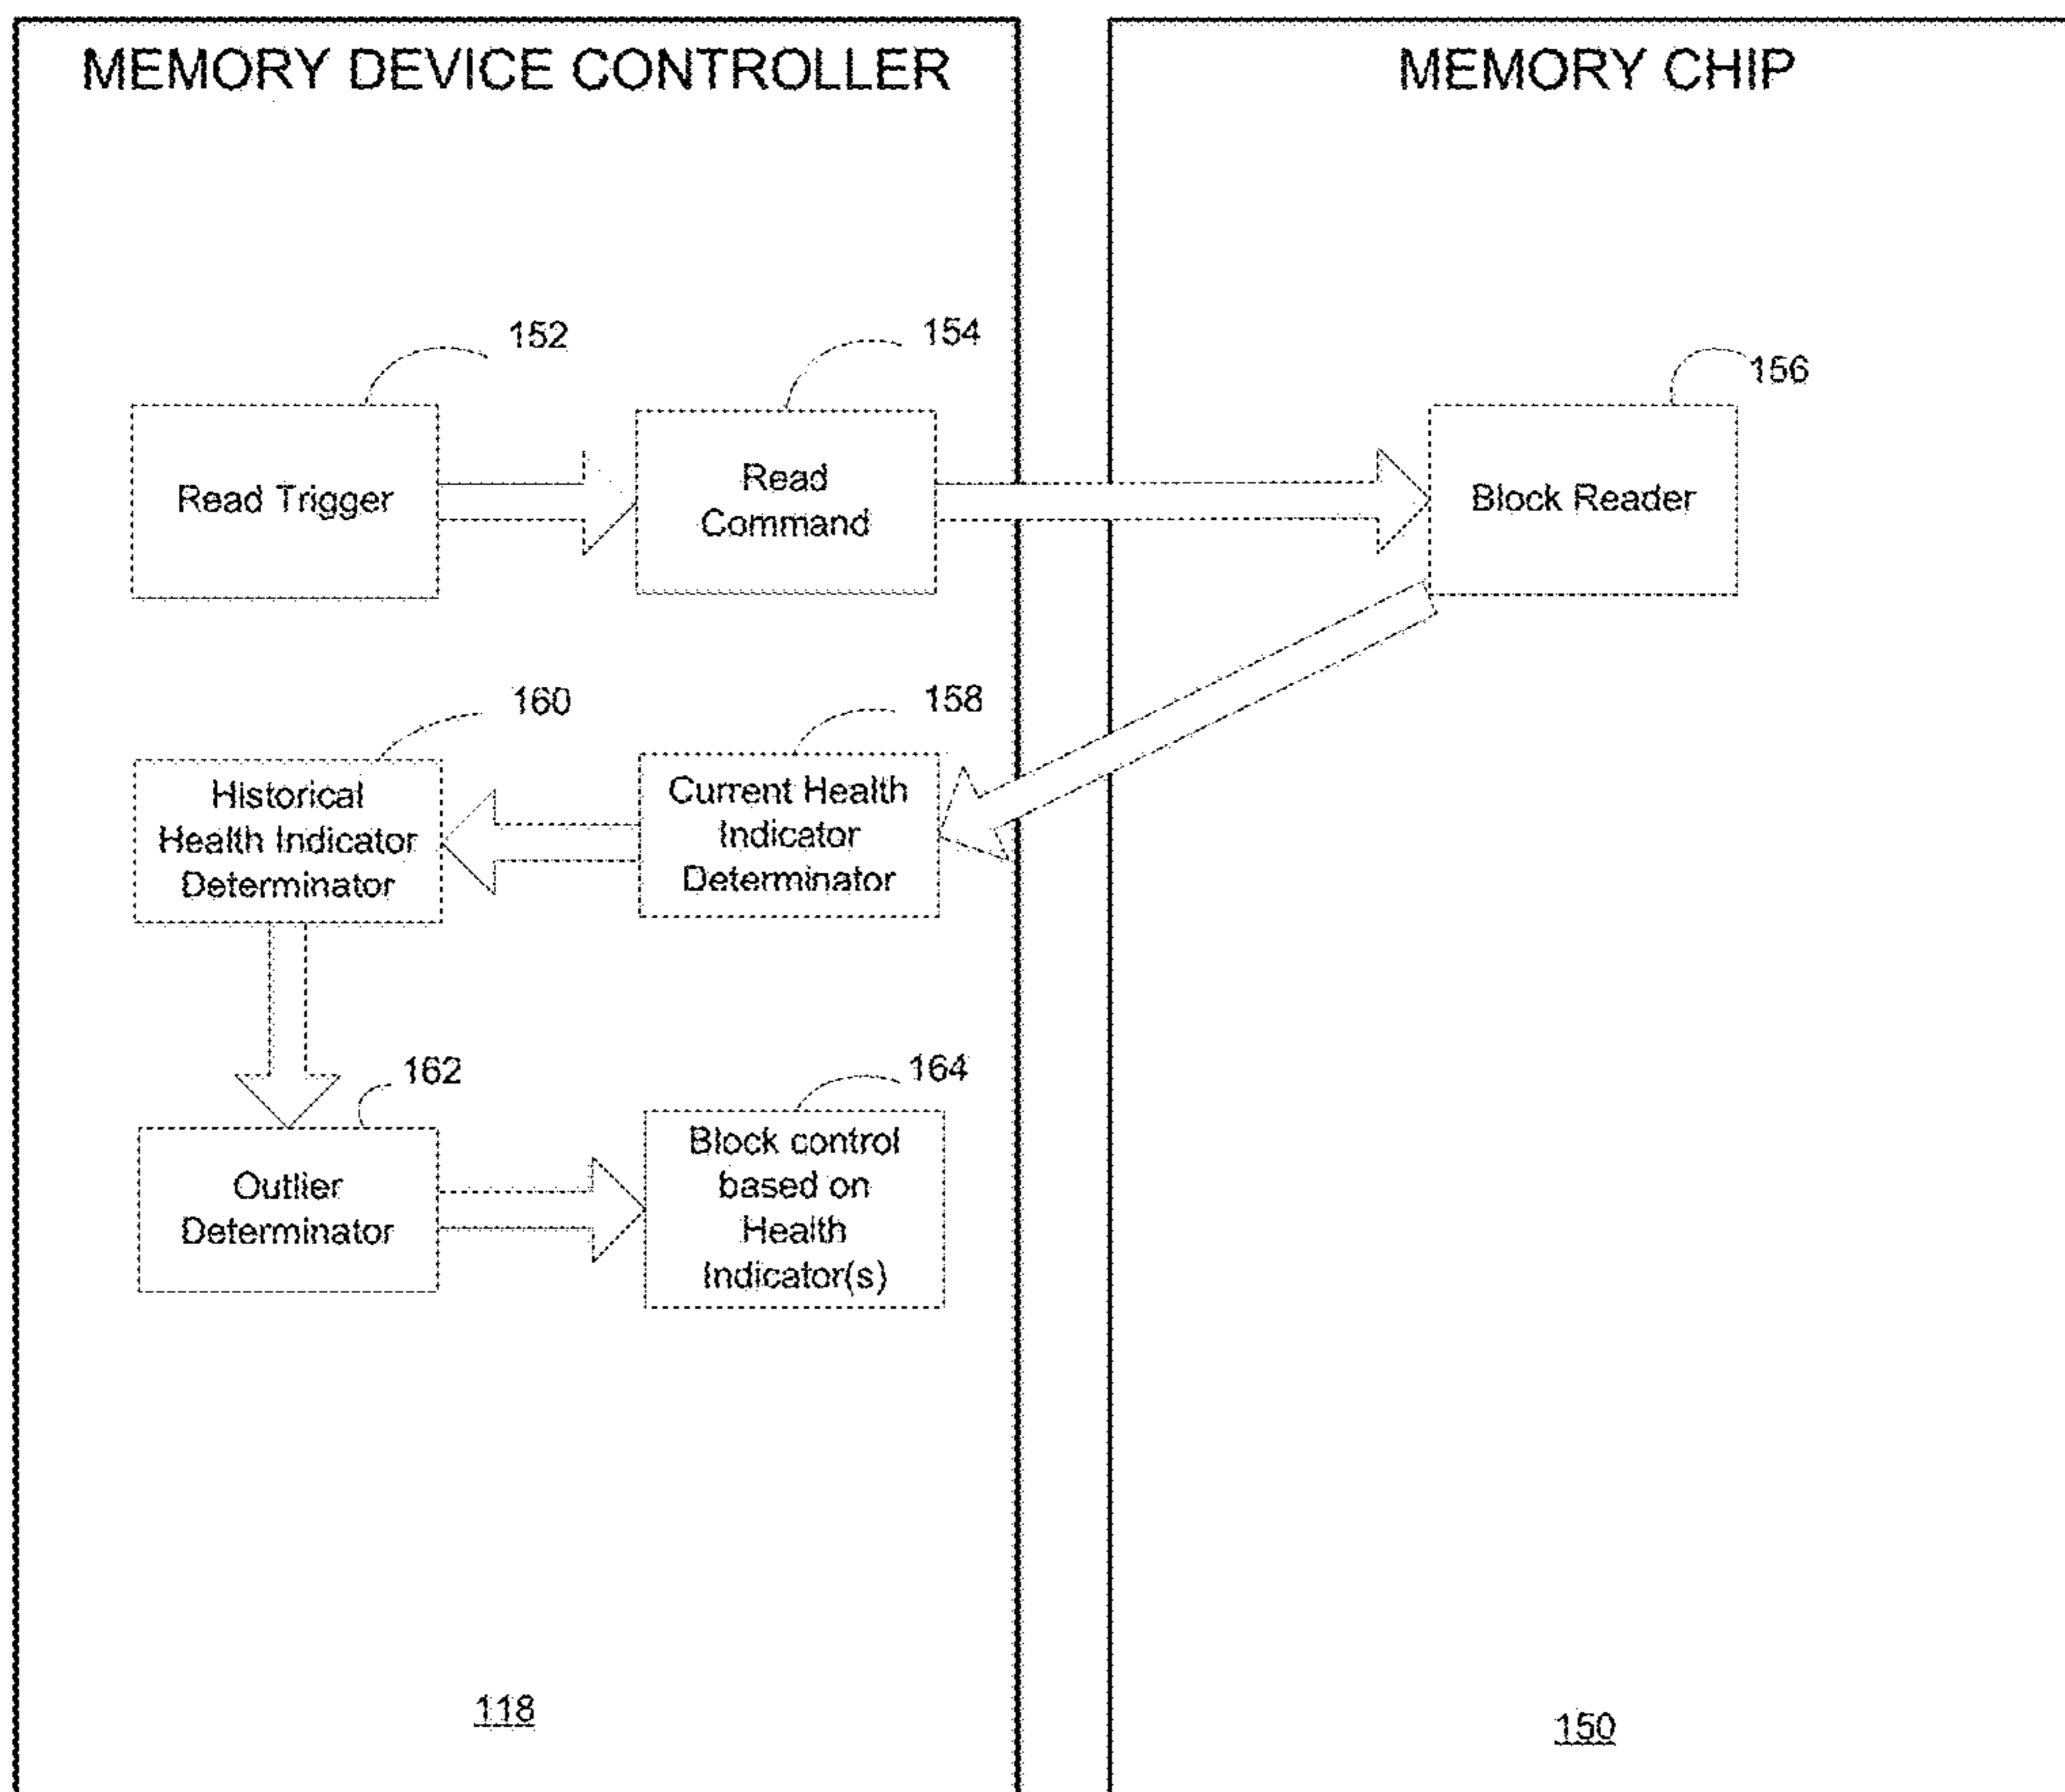 MEMORY DEVICE CONTROLLER
MEMORY CHIP
152
154
156
Read Trigger
Read
Command
Block Reader
160
158
Historical
Health Indicator
Determinator
Current Health
Indicator
Determinator
162
164
Outlier
Determinator
Block control
based on
Health
Indicator(s)
118
150